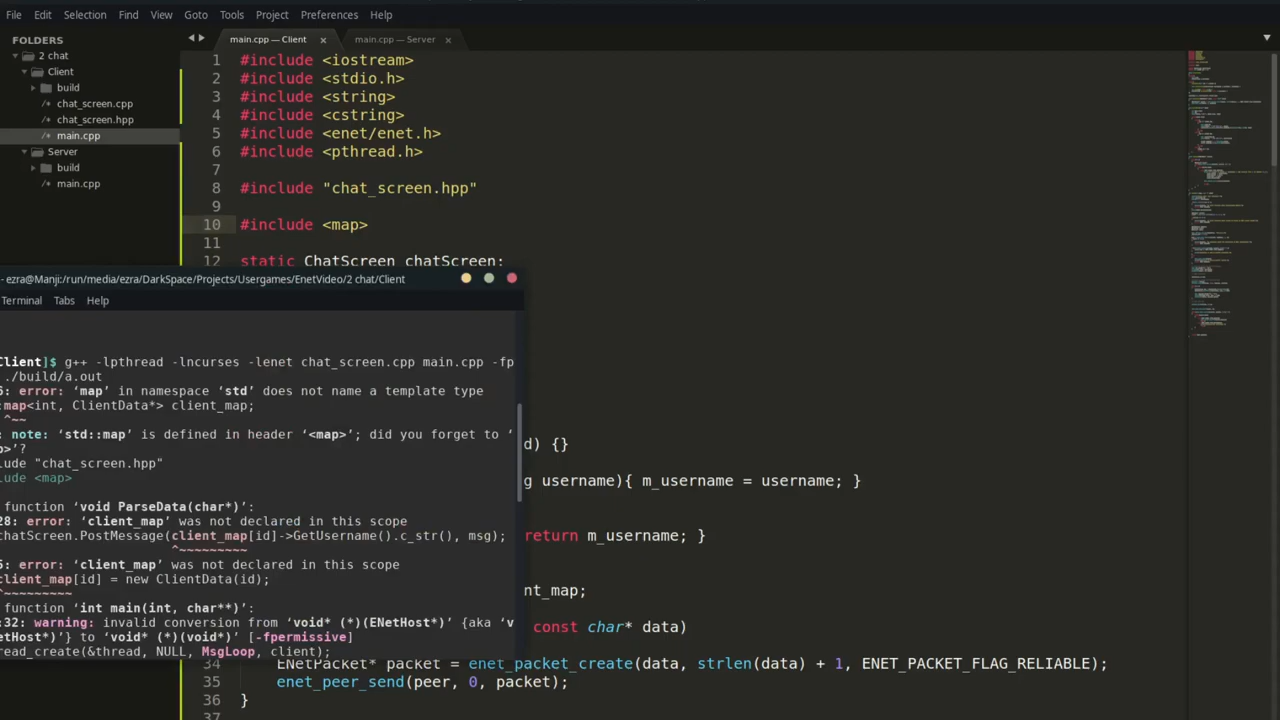 File Edit Selection Find View Goto Tools Project Preferences Help
FOLDERS
2 chat
Client
build
chat_screen.cpp
chat_screen.hpp
main.cpp
Server
build
main.cpp
main.cpp — Client
main.cpp — Server
1 #include <iostream>
2 #include <stdio.h>
3 #include <string>
4 #include <cstring>
5 #include <enet/enet.h>
6 #include <pthread.h>
7
8 #include "chat_screen.hpp"
9
10 #include <map>
11
12 static ChatScreen chatScreen;
- ezra@Manji:/run/media/ezra/DarkSpace/Projects/Usergames/EnetVideo/2 chat/Client
Terminal Tabs Help
Client]$ g++ -lpthread -lncurses -lenet chat_screen.cpp main.cpp -fp
./build/a.out
6: error: ‘map’ in namespace ‘std’ does not name a template type
:map<int, ClientData*> client_map;
^~~
: note: ‘std::map’ is defined in header ‘<map>’; did you forget to ‘
p>’?
lude "chat_screen.hpp"
lude <map>
function ‘void ParseData(char*)’:
28: error: ‘client_map’ was not declared in this scope
chatScreen.PostMessage(client_map[id]->GetUsername().c_str(), msg);
^~~~~~~~~~
5: error: ‘client_map’ was not declared in this scope
client_map[id] = new ClientData(id);
^~~~~~~~~~
function ‘int main(int, char**)’:
:32: warning: invalid conversion from ‘void* (*)(ENetHost*)’ {aka ‘v
etHost*)’} to ‘void* (*)(void*)’ [-fpermissive]
read_create(&thread, NULL, MsgLoop, client);
d) {}
g username){ m_username = username; }
return m_username; }
nt_map;
const char* data)
34 ENetPacket* packet = enet_packet_create(data, strlen(data) + 1, ENET_PACKET_FLAG_RELIABLE);
35 enet_peer_send(peer, 0, packet);
36 }
37